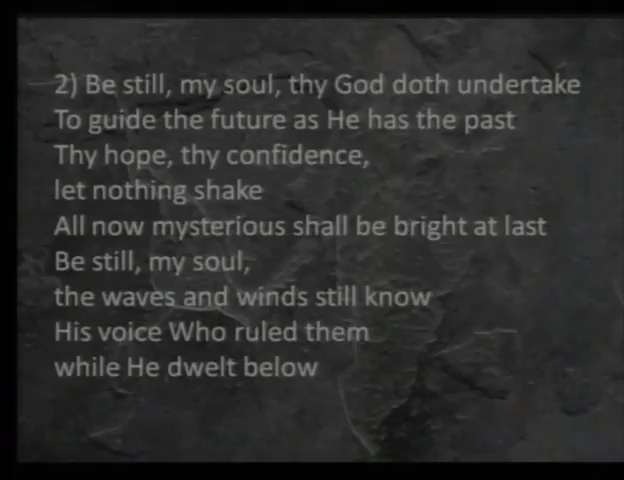 2) Be still, my soul, thy God doth undertake
To guide the future as He has the past
Thy hope, thy confidence,
let nothing shake
All now mysterious shall be bright at last
Be still, my soul,
the waves and winds still know
His voice Who ruled them
while He dwelt below